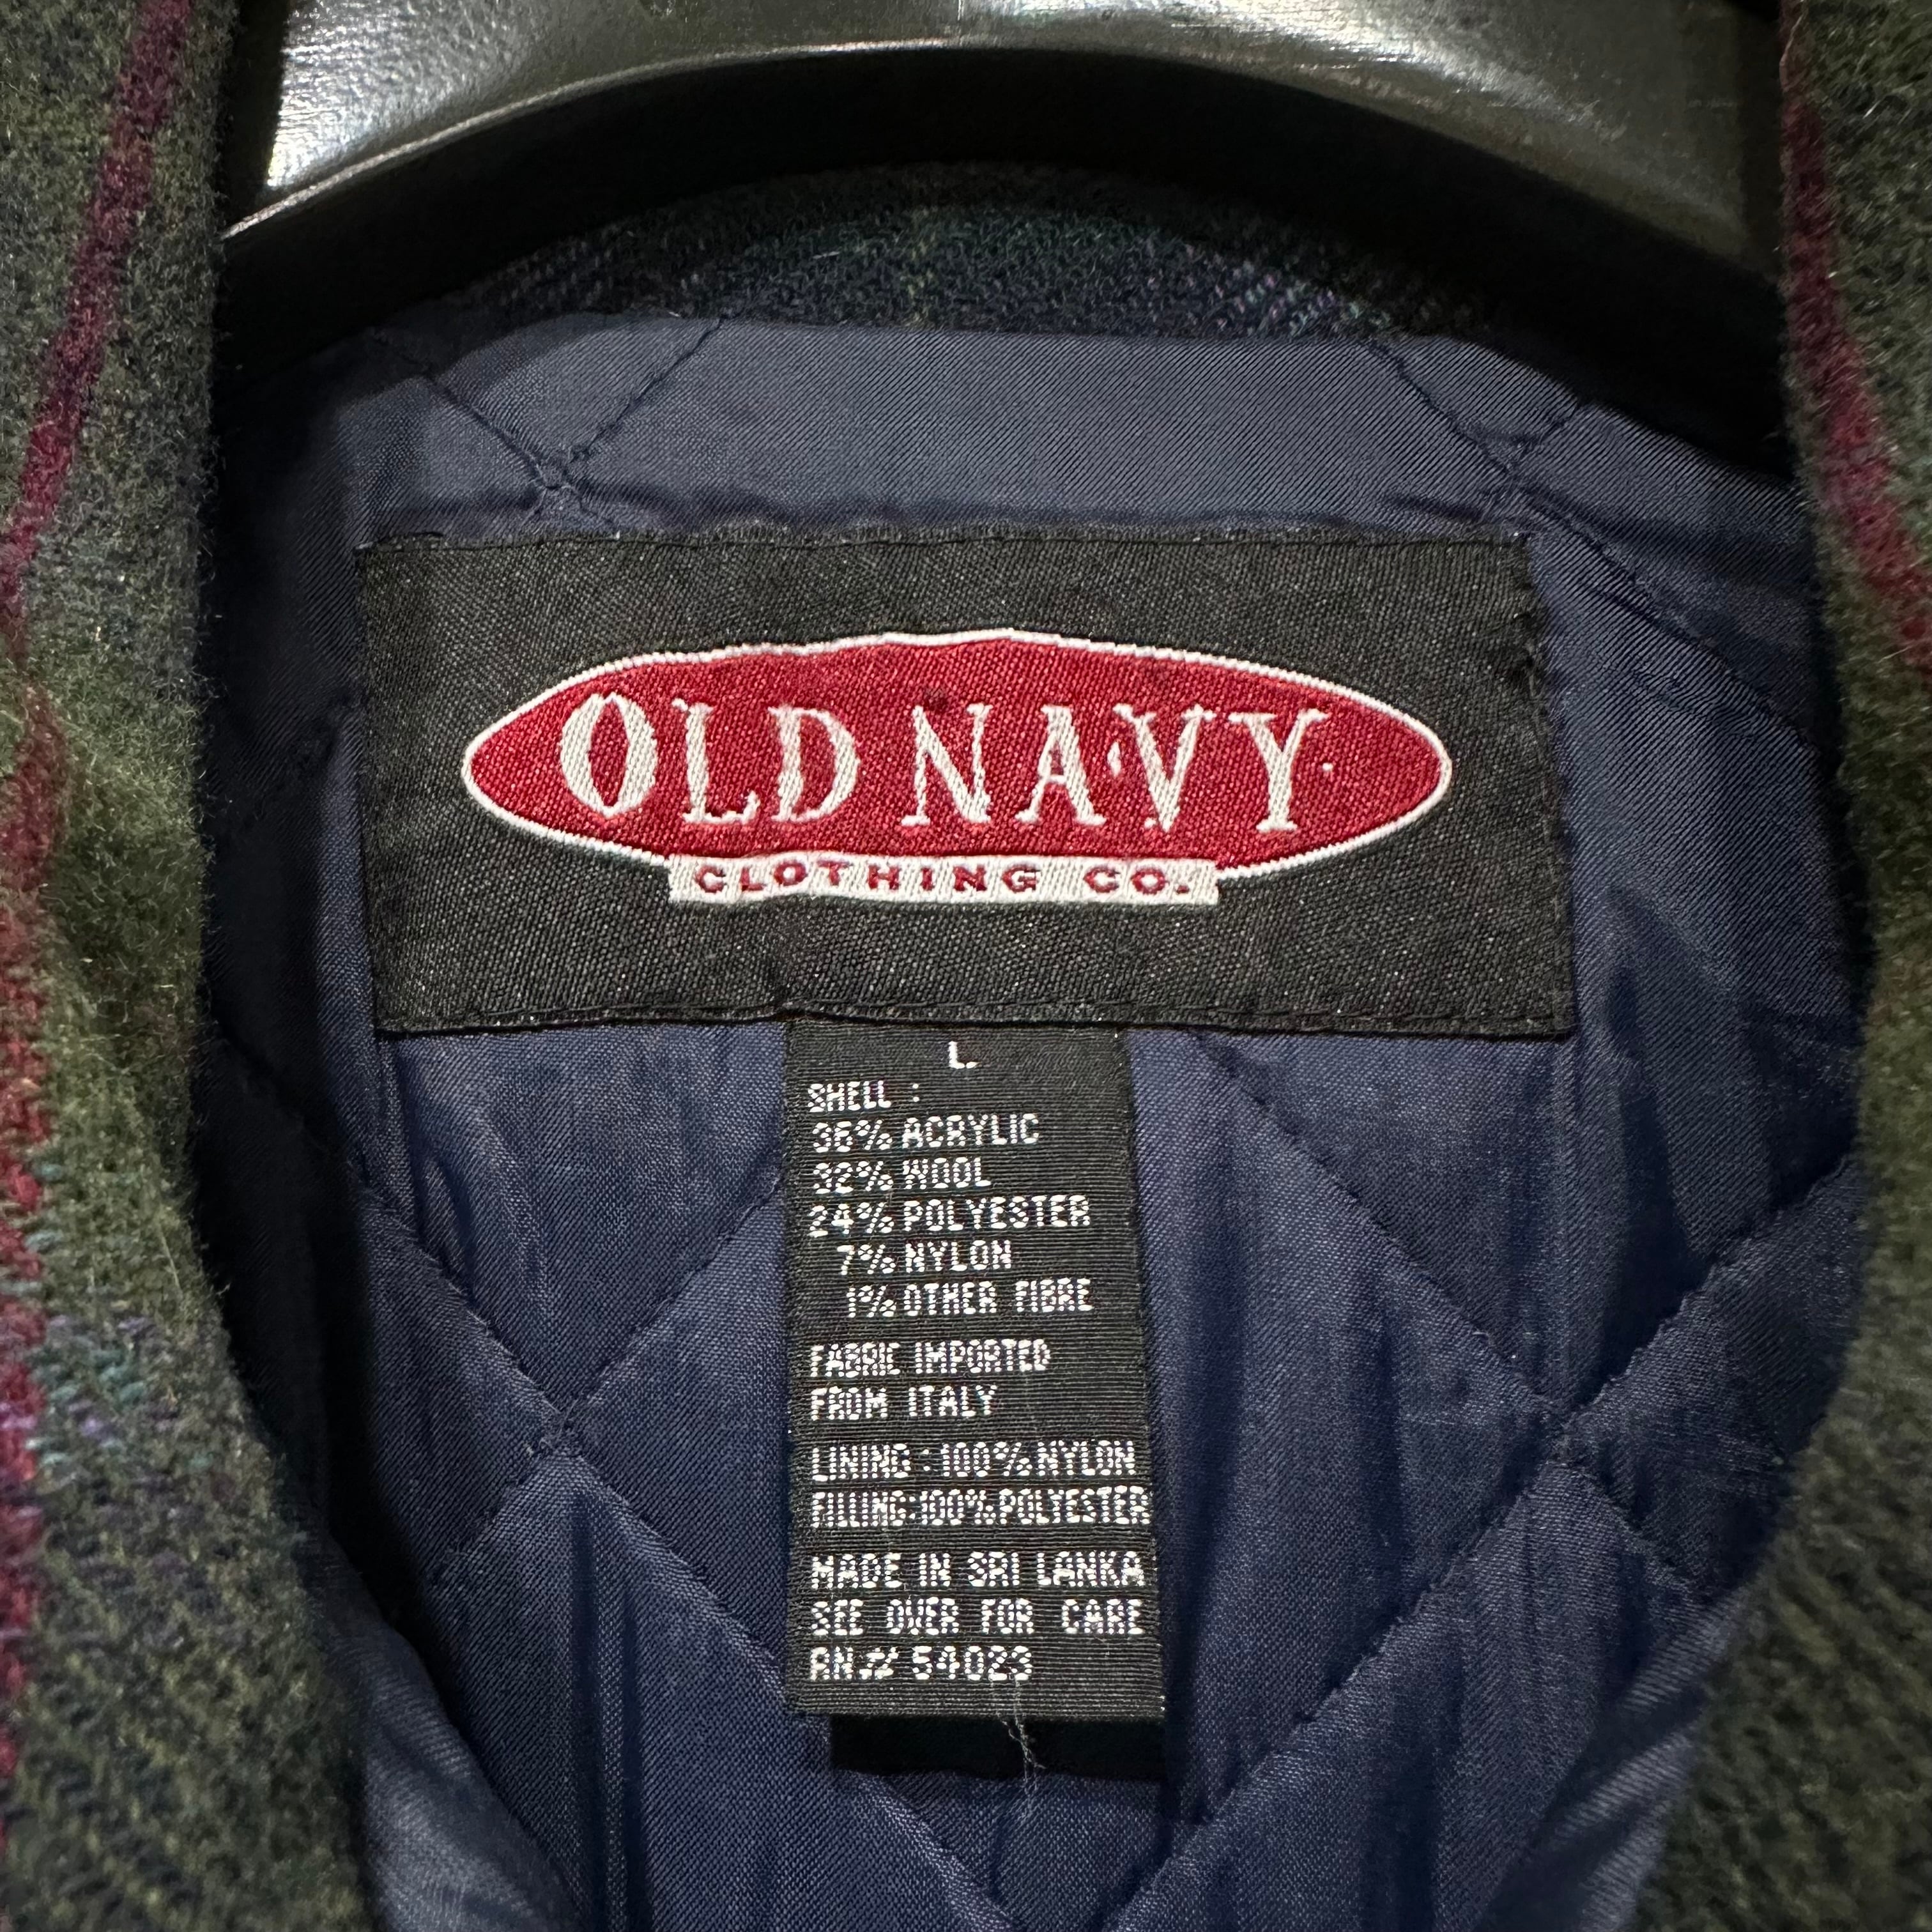 OLD NAVY
CLOTHING CO.
L
SHELL :
36% ACRYLIC
32% WOOL
24% POLYESTER
7% NYLON
1% OTHER FIBRE
FABRIC IMPORTED
FROM ITALY
LINING : 100% NYLON
FILLING:100% POLYESTER
MADE IN SRI LANKA
SEE OVER FOR CARE
RN# 54023